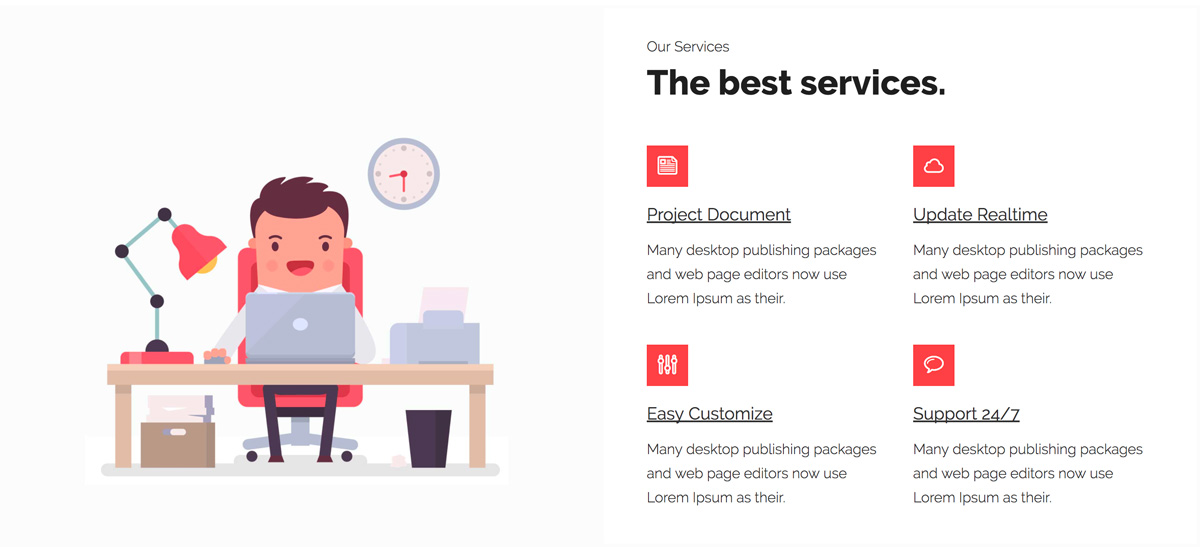 Our Services
The best services.
Project Document
Many desktop publishing packages
and web page editors now use
Lorem Ipsum as their.
Update Realtime
Many desktop publishing packages
and web page editors now use
Lorem Ipsum as their.
Easy Customize
Many desktop publishing packages
and web page editors now use
Lorem Ipsum as their.
Support 24/7
Many desktop publishing packages
and web page editors now use
Lorem Ipsum as their.